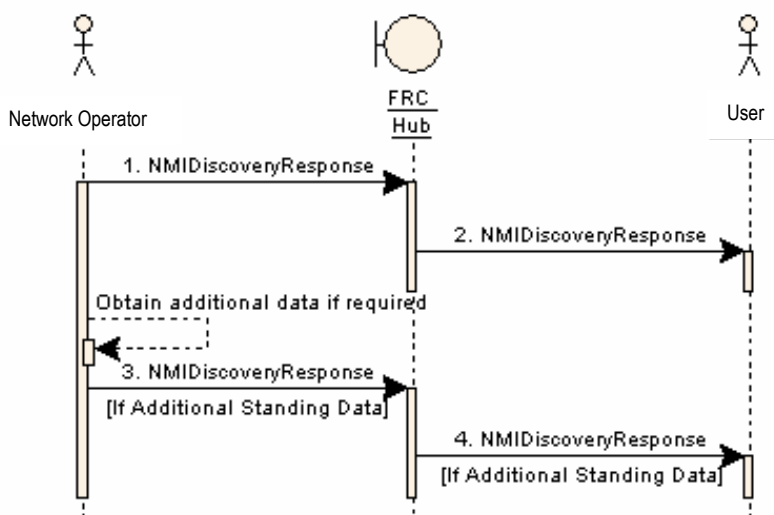 Network Operator
FRC
Hub
User
1. NMIDiscoveryResponse
2. NMIDiscoveryResponse
Obtain additional data if required
3. NMIDiscoveryResponse
[If Additional Standing Data]
4. NMIDiscoveryResponse
[If Additional Standing Data]